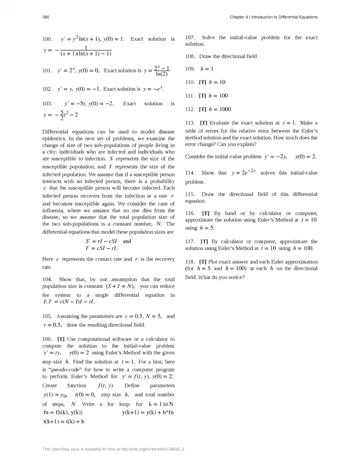 380
Chapter 4 | Introduction to Differential Equations
100. y′ = y² ln(x + 1), y(0) = 1. Exact solution is
y = − 1/((x + 1)(ln(x + 1) − 1))
101. y′ = 2ˣ, y(0) = 0, Exact solution is y = (2ˣ − 1)/ln(2)
102. y′ = y, y(0) = −1. Exact solution is y = −eˣ.
103. y′ = −5t, y(0) = −2. Exact solution is
y = − 5/2 t² − 2
Differential equations can be used to model disease
epidemics. In the next set of problems, we examine the
change of size of two sub-populations of people living in
a city: individuals who are infected and individuals who
are susceptible to infection. S represents the size of the
susceptible population, and I represents the size of the
infected population. We assume that if a susceptible person
interacts with an infected person, there is a probability
c that the susceptible person will become infected. Each
infected person recovers from the infection at a rate r
and becomes susceptible again. We consider the case of
influenza, where we assume that no one dies from the
disease, so we assume that the total population size of
the two sub-populations is a constant number, N. The
differential equations that model these population sizes are
S′ = rI − cSI and
I′ = cSI − rI.
Here c represents the contact rate and r is the recovery
rate.
104. Show that, by our assumption that the total
population size is constant (S + I = N), you can reduce
the system to a single differential equation in
I: I′ = c(N − I)I − rI.
105. Assuming the parameters are c = 0.5, N = 5, and
r = 0.5, draw the resulting directional field.
106. [T] Use computational software or a calculator to
compute the solution to the initial-value problem
y′ = ty, y(0) = 2 using Euler's Method with the given
step size h. Find the solution at t = 1. For a hint, here
is "pseudo-code" for how to write a computer program
to perform Euler's Method for y′ = f(t, y), y(0) = 2:
Create function f(t, y) Define parameters
y(1) = y₀, t(0) = 0, step size h, and total number
of steps, N Write a for loop: for k = 1 to N
fn = f(t(k), y(k)) y(k+1) = y(k) + h*fn
t(k+1) = t(k) + h
107. Solve the initial-value problem for the exact
solution.
108. Draw the directional field
109. h = 1
110. [T] h = 10
111. [T] h = 100
112. [T] h = 1000
113. [T] Evaluate the exact solution at t = 1. Make a
table of errors for the relative error between the Euler's
method solution and the exact solution. How much does the
error change? Can you explain?
Consider the initial-value problem y′ = −2y, y(0) = 2.
114. Show that y = 2e⁻²ˣ solves this initial-value
problem.
115. Draw the directional field of this differential
equation.
116. [T] By hand or by calculator or computer,
approximate the solution using Euler's Method at t = 10
using h = 5.
117. [T] By calculator or computer, approximate the
solution using Euler's Method at t = 10 using h = 100.
118. [T] Plot exact answer and each Euler approximation
(for h = 5 and h = 100) at each h on the directional
field. What do you notice?
This OpenStax book is available for free at http://cnx.org/content/col11965/1.2